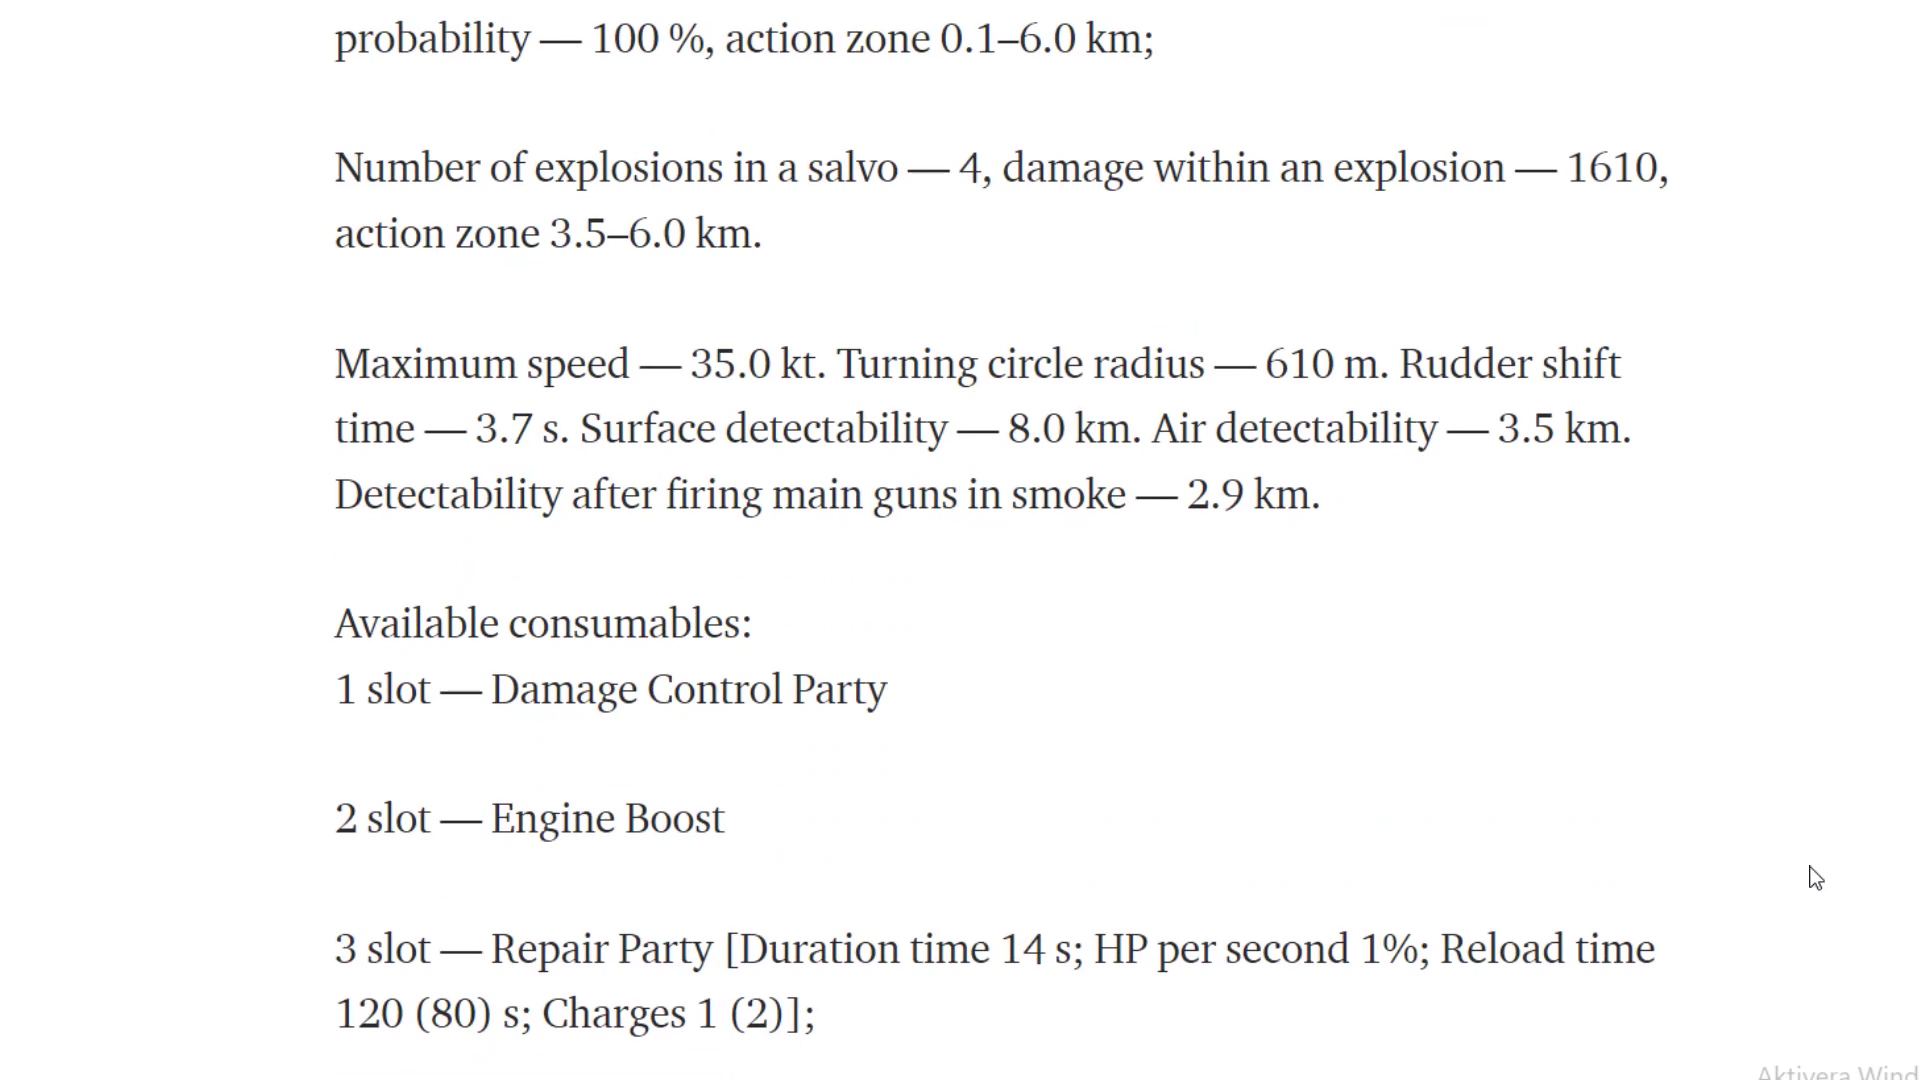 probability — 100 %, action zone 0.1–6.0 km;
Number of explosions in a salvo — 4, damage within an explosion — 1610,
action zone 3.5–6.0 km.
Maximum speed — 35.0 kt. Turning circle radius — 610 m. Rudder shift
time — 3.7 s. Surface detectability — 8.0 km. Air detectability — 3.5 km.
Detectability after firing main guns in smoke — 2.9 km.
Available consumables:
1 slot — Damage Control Party
2 slot — Engine Boost
3 slot — Repair Party [Duration time 14 s; HP per second 1%; Reload time
120 (80) s; Charges 1 (2)];
Aktivera Wind